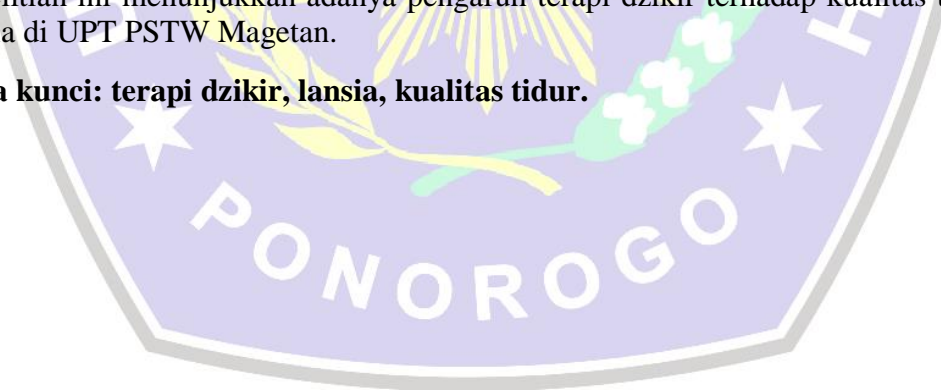 ini menunjukkan adanya pengaruh terapi dzikir terhadap kualitas
di UPT PSTW Magetan.
kunci: terapi dzikir, lansia, kualitas tidur.
PONOROGO